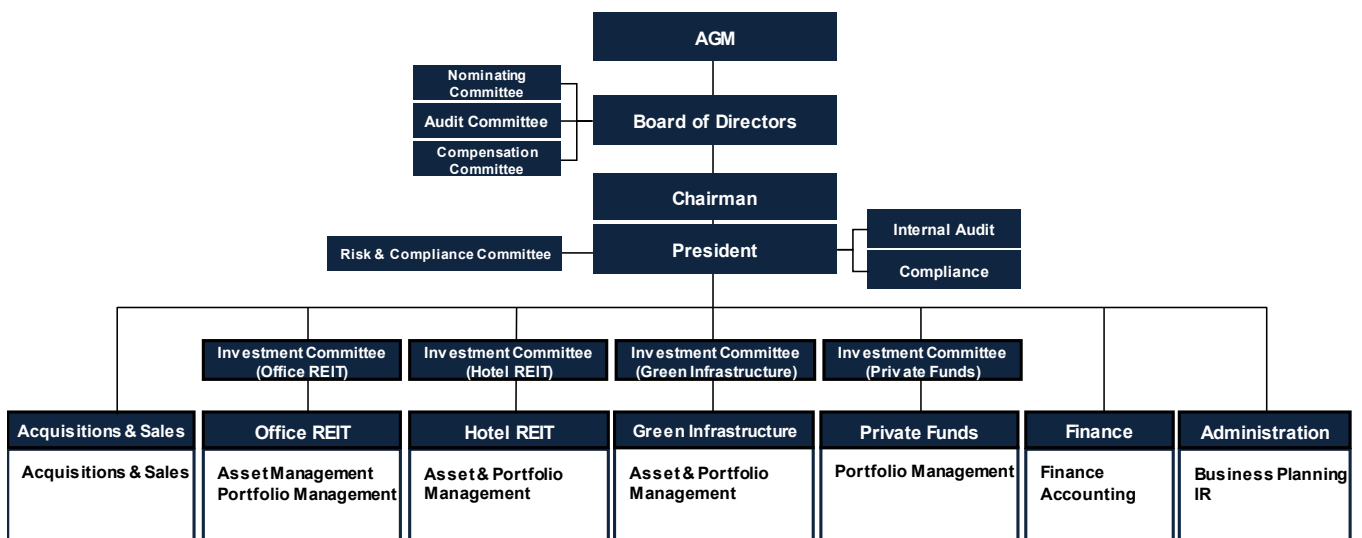 AGM
Nominating
Committee
Audit Committee
Board of Directors
Compensation
Committee
Chairman
Risk & Compliance Committee
President
Internal Audit
Compliance
Investment Committee
(Office REIT)
Investment Committee
(Hotel REIT)
Investment Committee
(Green Infrastructure)
Investment Committee
(Private Funds)
Acquisitions & Sales
Office REIT
Hotel REIT
Green Infrastructure
Private Funds
Finance
Administration
Acquisitions & Sales
Asset Management
Portfolio Management
Asset & Portfolio
Management
Asset & Portfolio
Management
Portfolio Management
Finance
Accounting
Business Planning
IR